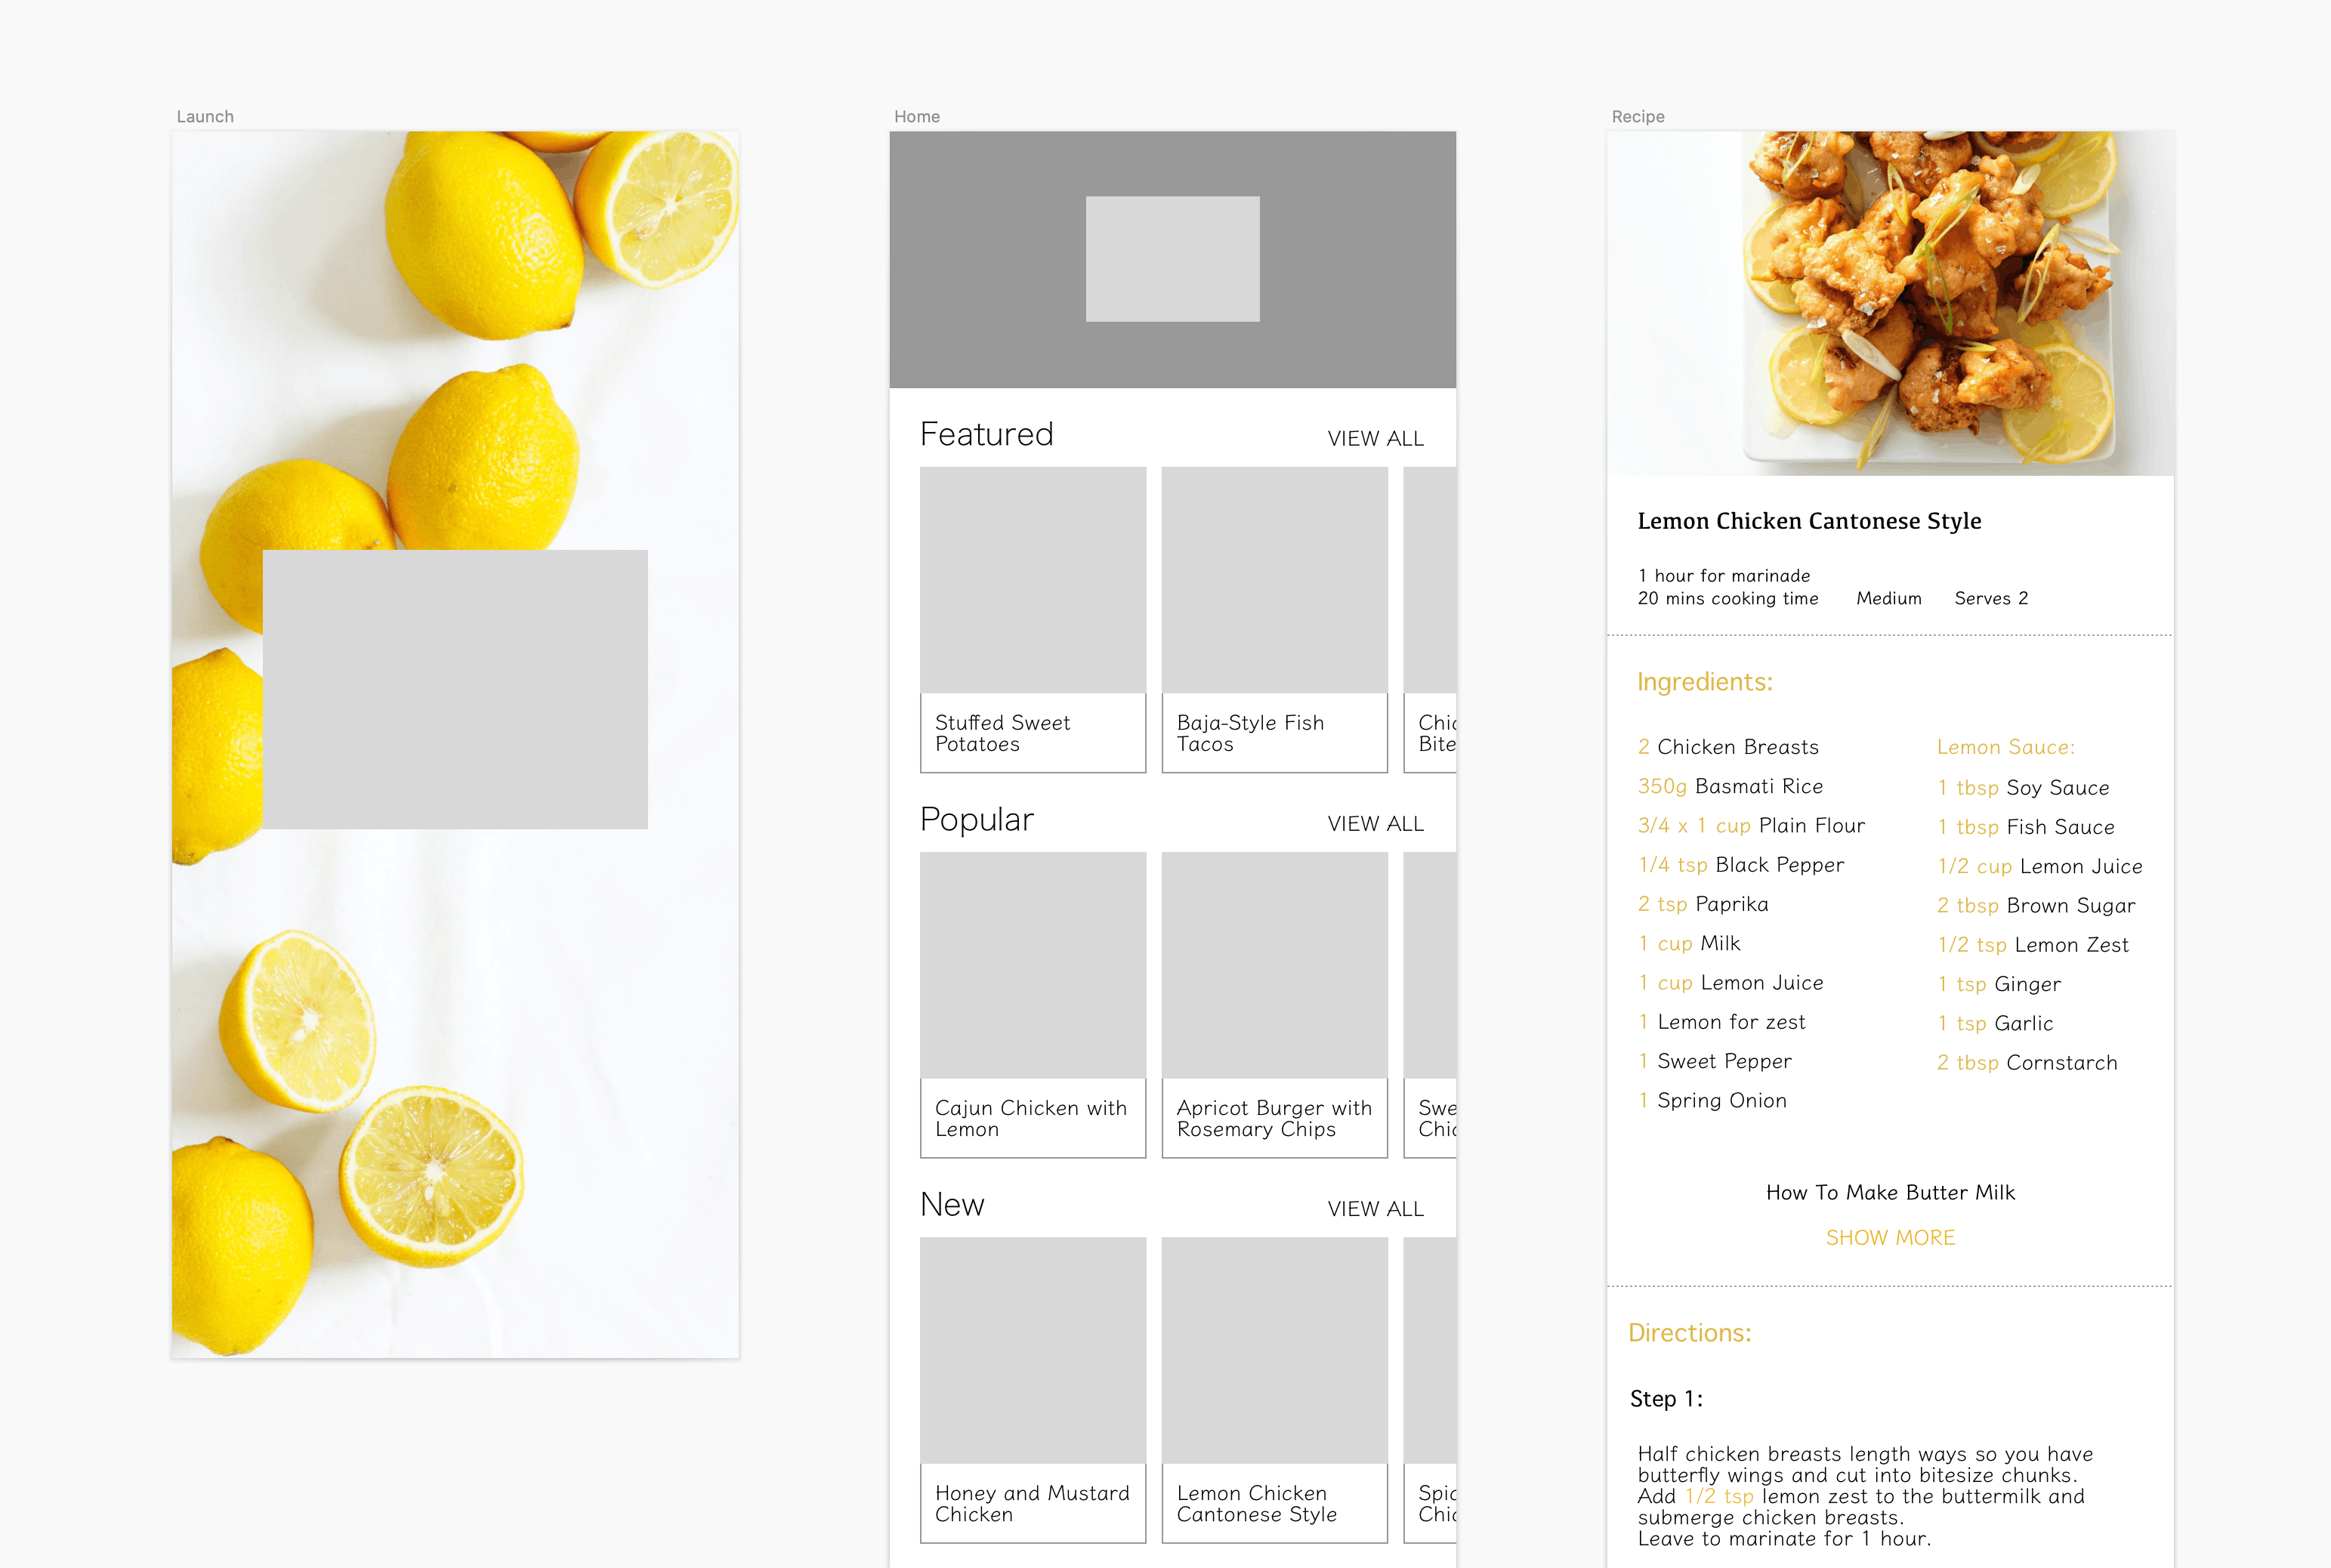 Launch
Home
Featured
VIEW ALL
Stuffed Sweet
Potatoes
Baja-Style Fish
Tacos
Popular
VIEW ALL
Cajun Chicken with
Lemon
Apricot Burger with
Rosemary Chips
New
VIEW ALL
Honey and Mustard
Chicken
Lemon Chicken
Cantonese Style
Recipe
Lemon Chicken Cantonese Style
1 hour for marinade
20 mins cooking time
Medium
Serves 2
Ingredients:
2 Chicken Breasts
350g Basmati Rice
3/4 x 1 cup Plain Flour
1/4 tsp Black Pepper
2 tsp Paprika
1 cup Milk
1 cup Lemon Juice
1 Lemon for zest
1 Sweet Pepper
1 Spring Onion
Lemon Sauce:
1 tbsp Soy Sauce
1 tbsp Fish Sauce
1/2 cup Lemon Juice
2 tbsp Brown Sugar
1/2 tsp Lemon Zest
1 tsp Ginger
1 tsp Garlic
2 tbsp Cornstarch
How To Make Butter Milk
SHOW MORE
Directions:
Step 1:
Half chicken breasts length ways so you have
butterfly wings and cut into bitesize chunks.
Add 1/2 tsp lemon zest to the buttermilk and
submerge chicken breasts.
Leave to marinate for 1 hour.